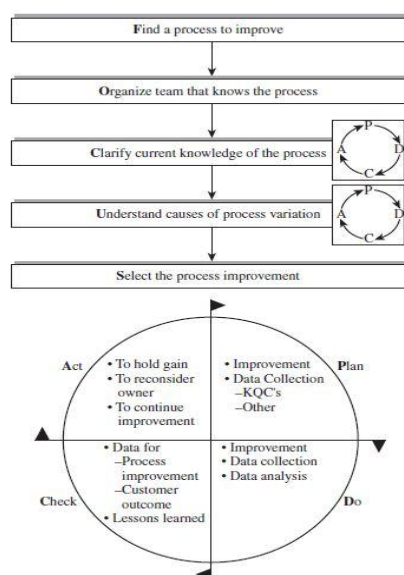 Find a process to improve
Organize team that knows the process
Clarify current knowledge of the process
P
A D
C
Understand causes of process variation
P
A D
C
Select the process improvement
Act
• To hold gain
• To reconsider
owner
• To continue
improvement
Plan
• Improvement
• Data Collection
–KQC's
–Other
Check
• Data for
–Process
improvement
–Customer
outcome
• Lessons learned
Do
• Improvement
• Data collection
• Data analysis